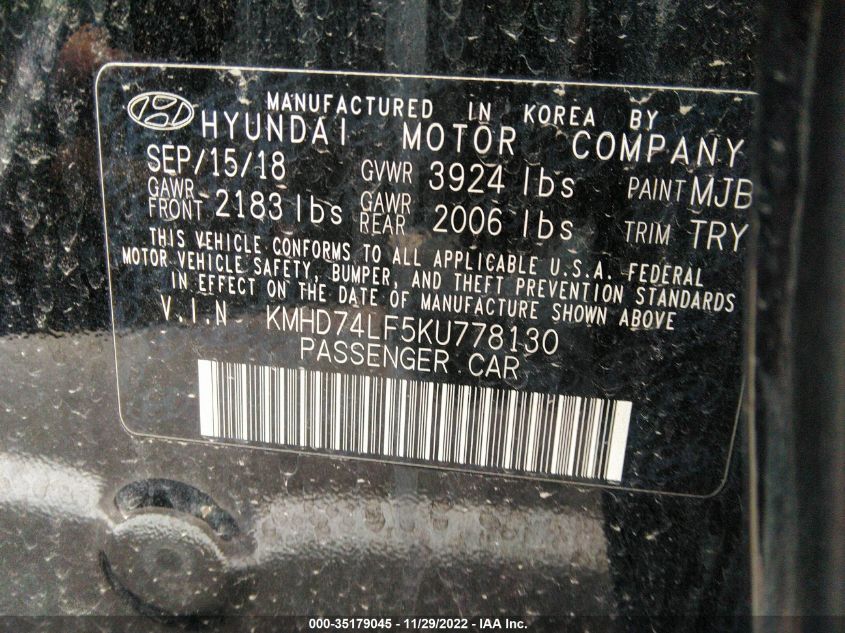 MANUFACTURED IN KOREA BY
HYUNDAI MOTOR COMPANY
SEP/15/18 GVWR 3924 lbs PAINT MJB
GAWR FRONT 2183 lbs GAWR REAR 2006 lbs TRIM TRY
THIS VEHICLE CONFORMS TO ALL APPLICABLE U.S.A. FEDERAL
MOTOR VEHICLE SAFETY, BUMPER, AND THEFT PREVENTION STANDARDS
IN EFFECT ON THE DATE OF MANUFACTURE SHOWN ABOVE.
V.I.N KMHD74LF5KU778130
PASSENGER CAR
000-35179045 - 11/29/2022 - IAA Inc.